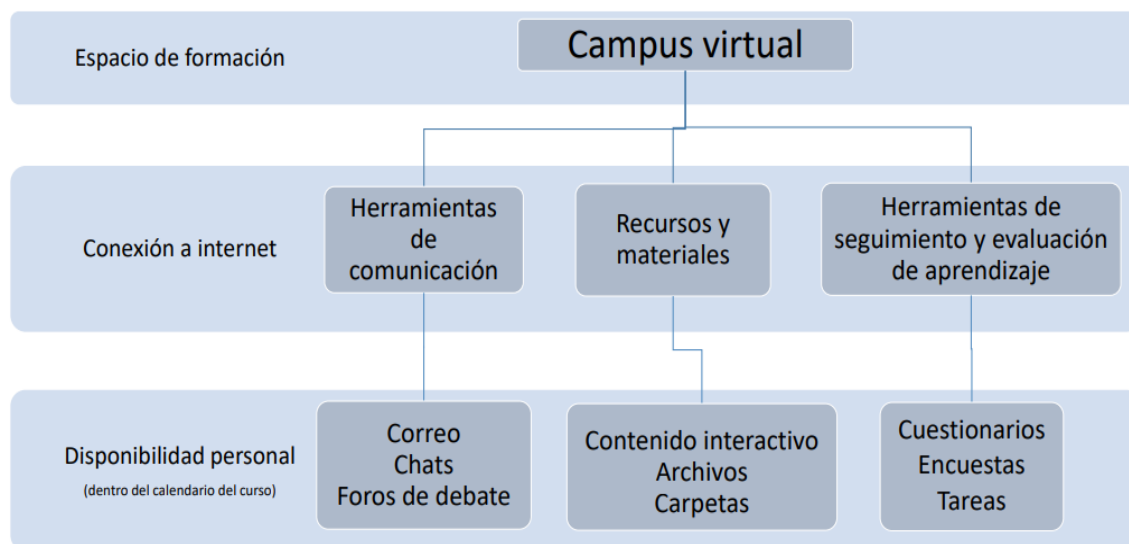 Espacio de formación
Campus virtual
Conexión a internet
Herramientas
de
comunicación
Recursos y
materiales
Herramientas de
seguimiento y evaluación
de aprendizaje
Disponibilidad personal
(dentro del calendario del curso)
Correo
Chats
Foros de debate
Contenido interactivo
Archivos
Carpetas
Cuestionarios
Encuestas
Tareas